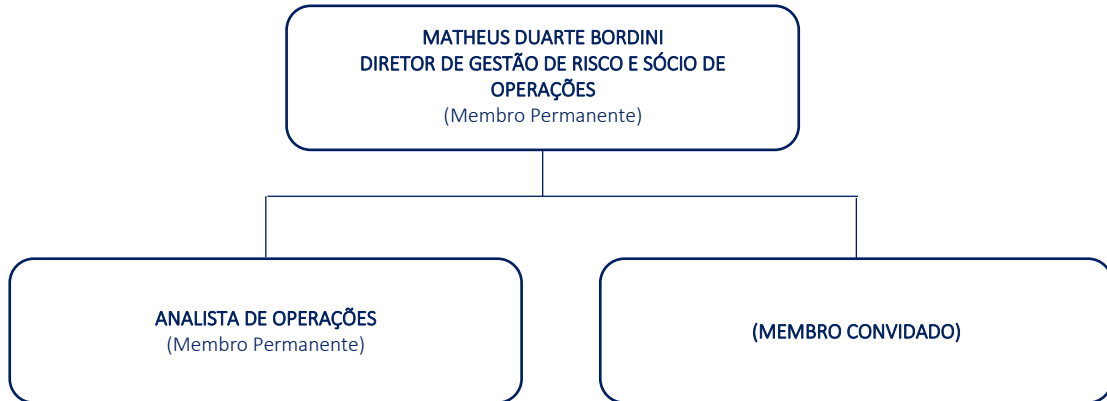 MATHEUS DUARTE BORDINI
DIRETOR DE GESTÃO DE RISCO E SÓCIO DE
OPERAÇÕES
(Membro Permanente)
ANALISTA DE OPERAÇÕES
(Membro Permanente)
(MEMBRO CONVIDADO)